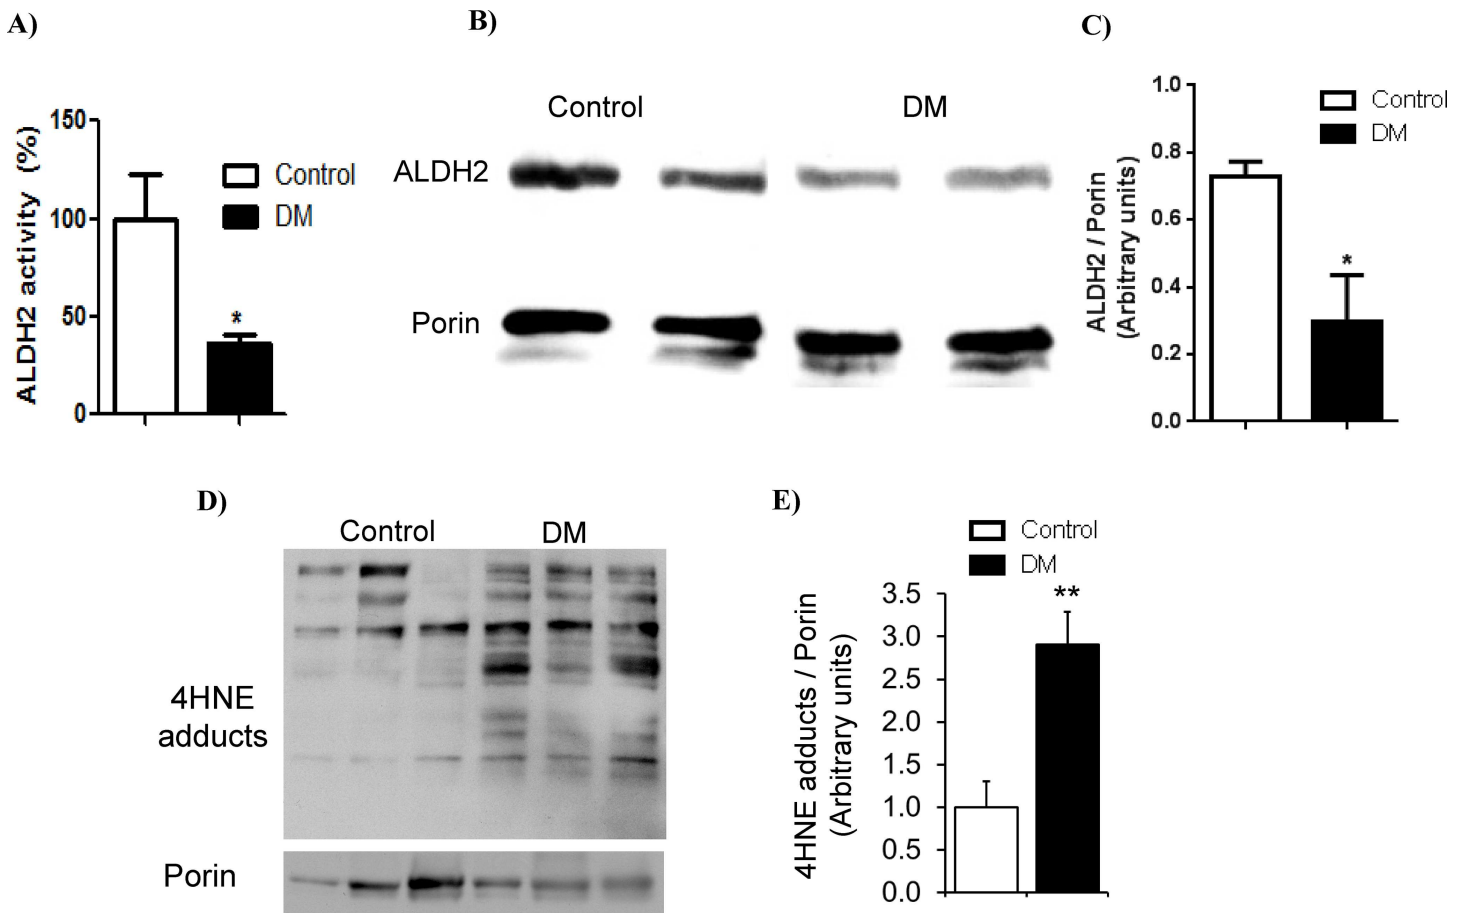 A)
ALDH2 activity (%)
150
100
50
0
Control
DM
*
B)
Control
DM
ALDH2
Porin
C)
ALDH2 / Porin
(Arbitrary units)
1.0
0.8
0.6
0.4
0.2
0.0
Control
DM
*
D)
Control
DM
4HNE
adducts
Porin
E)
Control
DM
4HNE adducts / Porin
(Arbitrary units)
3.5
3.0
2.5
2.0
1.5
1.0
0.5
0.0
**